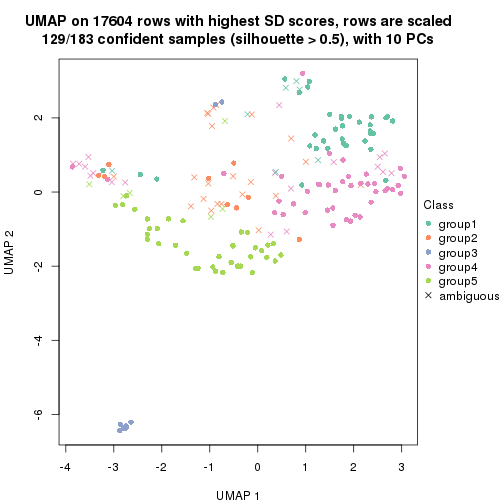 UMAP on 17604 rows with highest SD scores, rows are scaled
129/183 confident samples (silhouette > 0.5), with 10 PCs
2
0
-2
-4
-6
UMAP 2
-4 -3 -2 -1 0 1 2 3
UMAP 1
Class
group1
group2
group3
group4
group5
ambiguous